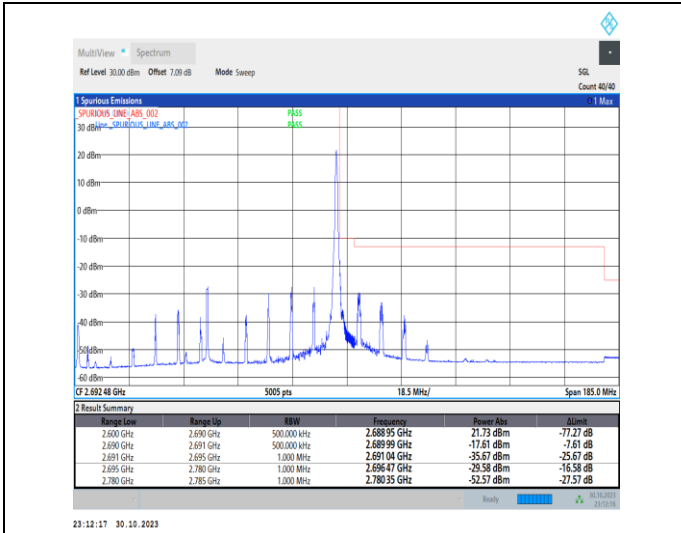 MultiView Spectrum
Ref Level 30.00 dBm Offset 7.09 dB Mode Sweep SGL
Count 40/40
1 Spurious Emissions 1 Max
SPURIOUS_LINE_ABS_002 PASS
Line _SPURIOUS_LINE_ABS_002 PASS
30 dBm
20 dBm
10 dBm
0 dBm
-10 dBm
-20 dBm
-30 dBm
-40 dBm
-50 dBm
-60 dBm
CF 2.692 48 GHz 5005 pts 18.5 MHz/ Span 185.0 MHz
2 Result Summary
Range Low Range Up RBW Frequency Power Abs ΔLimit
2.600 GHz 2.690 GHz 500.000 kHz 2.688 95 GHz 21.73 dBm -77.27 dB
2.690 GHz 2.691 GHz 500.000 kHz 2.689 99 GHz -17.61 dBm -7.61 dB
2.691 GHz 2.695 GHz 1.000 MHz 2.691 04 GHz -35.67 dBm -25.67 dB
2.695 GHz 2.780 GHz 1.000 MHz 2.696 47 GHz -29.58 dBm -16.58 dB
2.780 GHz 2.785 GHz 1.000 MHz 2.780 35 GHz -52.57 dBm -27.57 dB
Ready 30.10.2023
23:12:16
23:12:17 30.10.2023